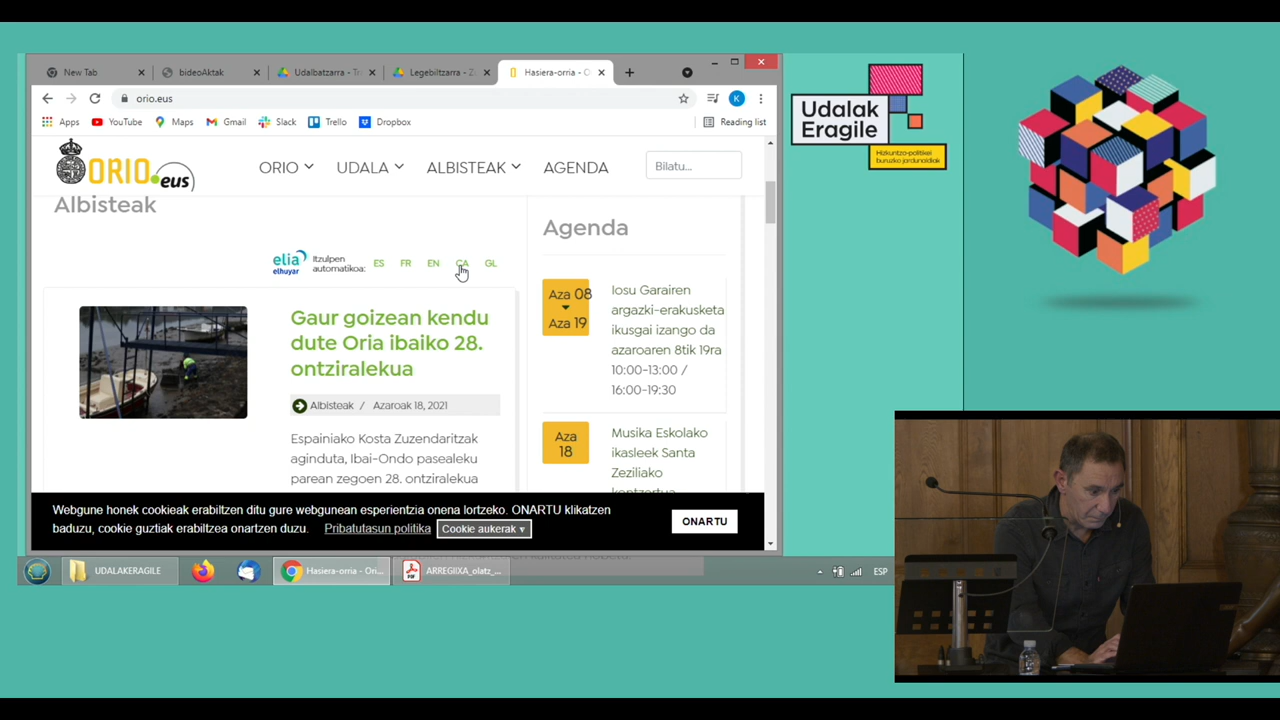 New Tab
bideoAktak
Udalbatzarra - Tr
Legebiltzarra - Z
Hasiera-orria - O
orio.eus
K
Apps
YouTube
Maps
Gmail
Slack
Trello
Dropbox
Reading list
ORIO.eus
ORIO
UDALA
ALBISTEAK
AGENDA
Bilatu...
Albisteak
elia
elhuyar
Itzulpen
automatikoa:
ES FR EN CA GL
Gaur goizean kendu
dute Oria ibaiko 28.
ontziralekua
Albisteak / Azaroak 18, 2021
Espainiako Kosta Zuzendaritzak
aginduta, Ibai-Ondo pasealeku
parean zegoen 28. ontziralekua
Agenda
Aza 08
Aza 19
Iosu Garairen
argazki-erakusketa
ikusgai izango da
azaroaren 8tik 19ra
10:00-13:00 /
16:00-19:30
Aza
18
Musika Eskolako
ikasleek Santa
Zeziliako
kontzertua
Webgune honek cookieak erabiltzen ditu gure webgunean esperientzia onena lortzeko. ONARTU klikatzen
baduzu, cookie guztiak erabiltzea onartzen duzu. Pribatutasun politika Cookie aukerak
ONARTU
UDALAKERAGILE
Hasiera-orria - Ori...
PDF
ARREGIIXA_olatz_...
ESP
Udalak
Eragile
Hizkuntza-politikei
buruzko jardunaldiak